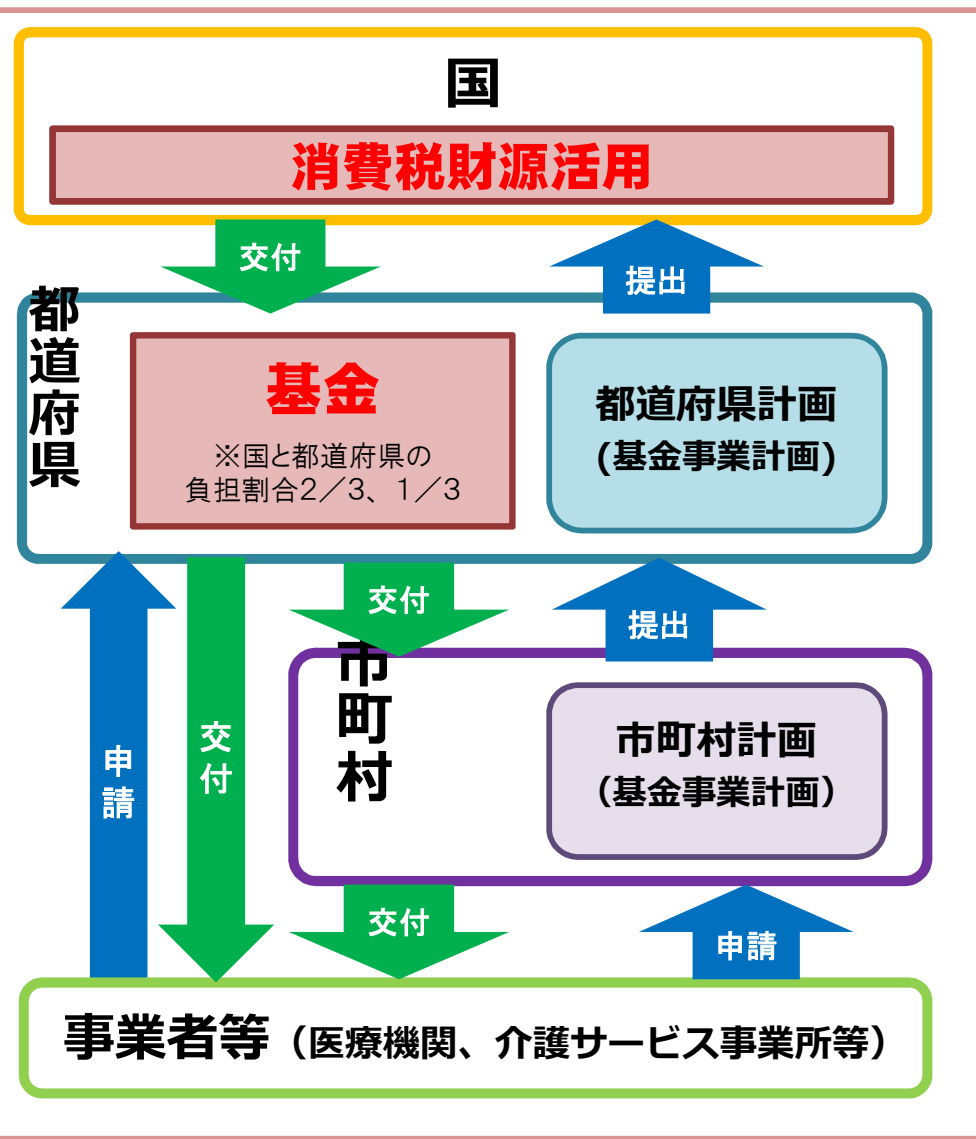 国
消費税財源活用
交付
提出
都道府県
基金
※国と都道府県の
負担割合2／3、1／3
都道府県計画
(基金事業計画)
交付
提出
申請
交付
市町村
市町村計画
（基金事業計画）
交付
申請
事業者等（医療機関、介護サービス事業所等）